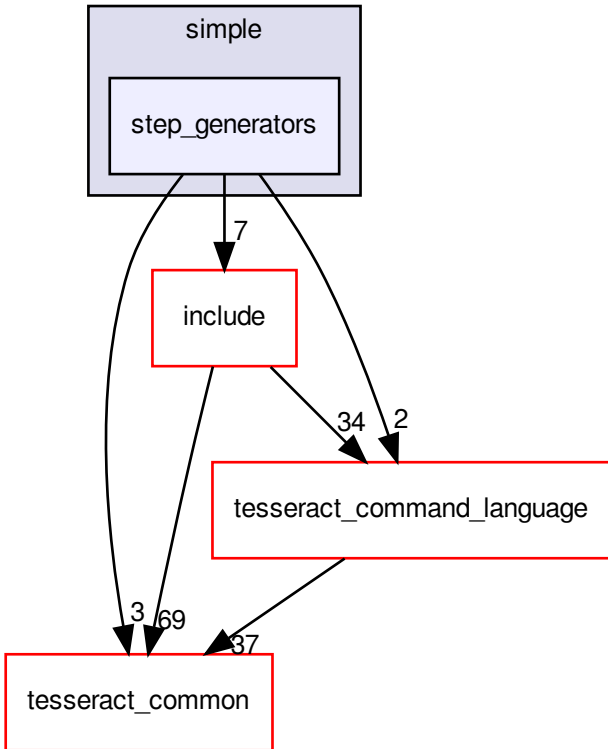 simple
step_generators
7
include
34
2
tesseract_command_language
3
69
37
tesseract_common